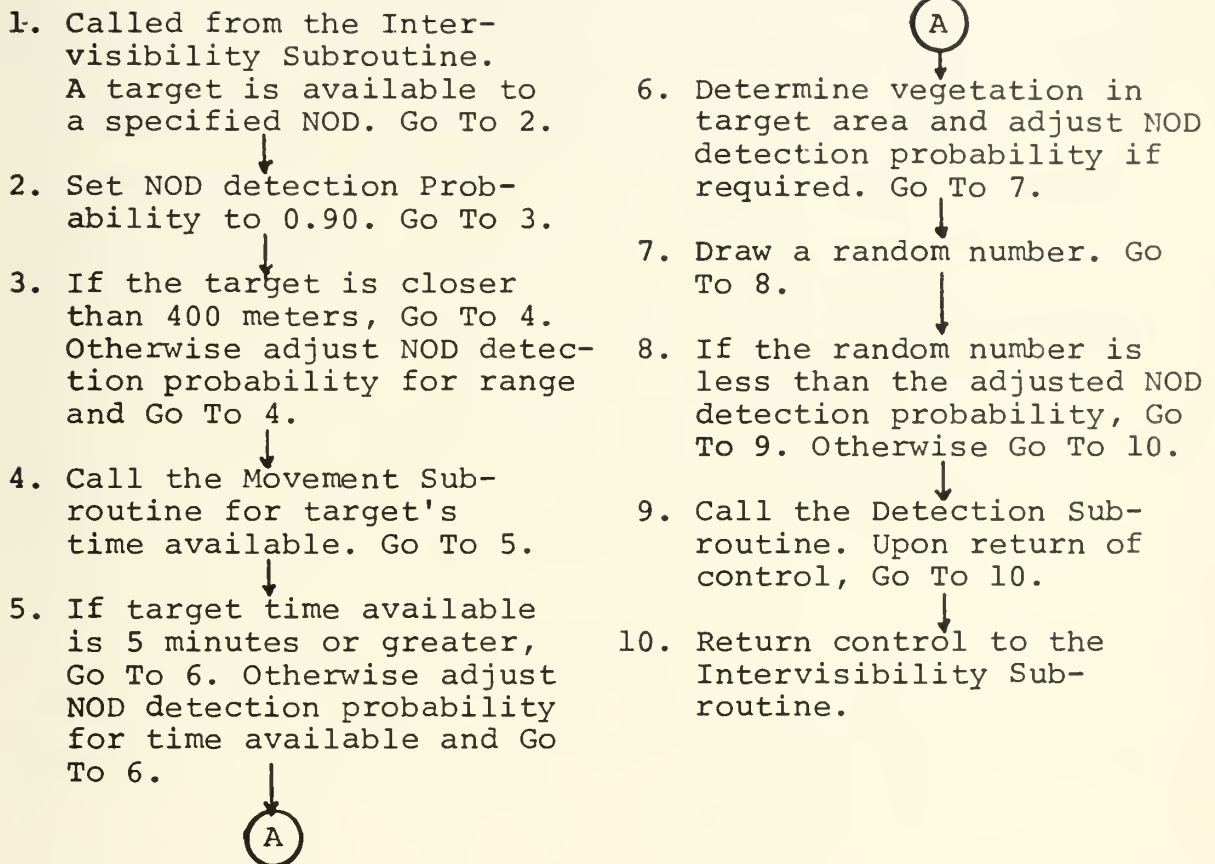 1. Called from the Inter-
visibility Subroutine.
A target is available to
a specified NOD. Go To 2.
2. Set NOD detection Prob-
ability to 0.90. Go To 3.
3. If the target is closer
than 400 meters, Go To 4.
Otherwise adjust NOD detec-
tion probability for range
and Go To 4.
4. Call the Movement Sub-
routine for target's
time available. Go To 5.
5. If target time available
is 5 minutes or greater,
Go To 6. Otherwise adjust
NOD detection probability
for time available and Go
To 6.
A
A
6. Determine vegetation in
target area and adjust NOD
detection probability if
required. Go To 7.
7. Draw a random number. Go
To 8.
8. If the random number is
less than the adjusted NOD
detection probability, Go
To 9. Otherwise Go To 10.
9. Call the Detection Sub-
routine. Upon return of
control, Go To 10.
10. Return control to the
Intervisibility Sub-
routine.